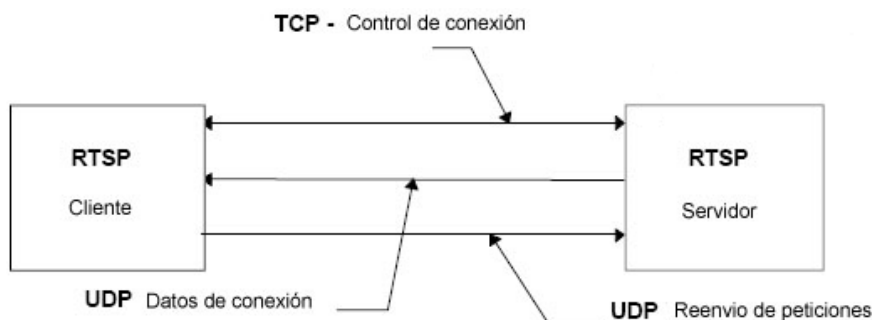 TCP - Control de conexión
RTSP
Cliente
RTSP
Servidor
UDP Datos de conexión
UDP Reenvio de peticiones